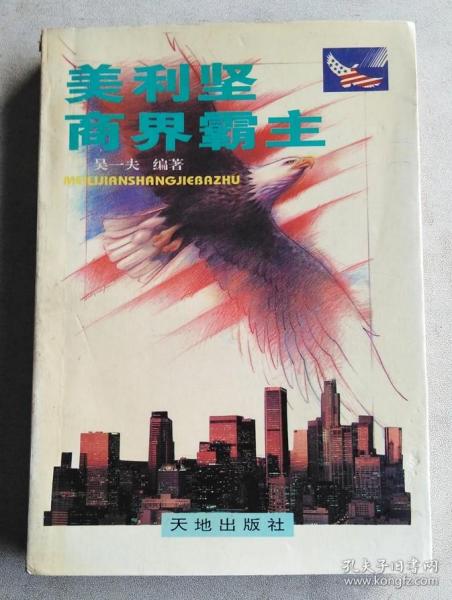 美利坚
商界霸主
吴一夫 编著
MEILIJIANSHANGJIEBAZHU
天地出版社
孔夫子旧书网
www.kongfz.com